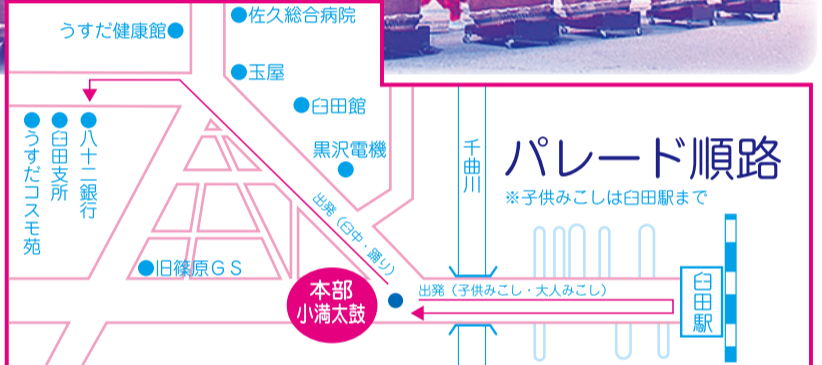 佐久総合病院
うすだ健康館
玉屋
臼田館
黒沢電機
千曲川
パレード順路
※子供みこしは臼田駅まで
八十二銀行
臼田支所
うすだコスモ苑
出発（臼中・踊り）
旧篠原ＧＳ
本部
小満太鼓
出発（子供みこし・大人みこし）
臼田駅